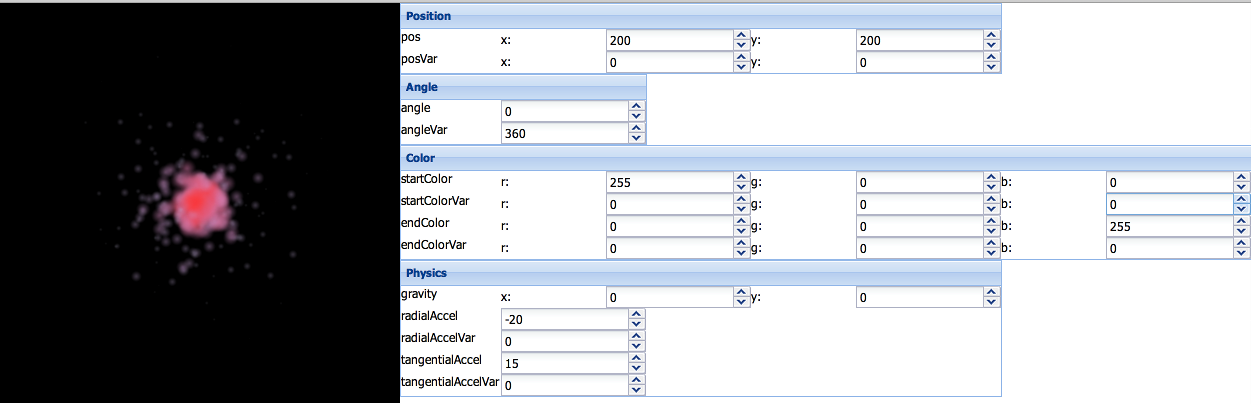 Position
pos x: 200 y: 200
posVar x: 0 y: 0
Angle
angle 0
angleVar 360
Color
startColor r: 255 g: 0 b: 0
startColorVar r: 0 g: 0 b: 0
endColor r: 0 g: 0 b: 255
endColorVar r: 0 g: 0 b: 0
Physics
gravity x: 0 y: 0
radialAccel -20
radialAccelVar 0
tangentialAccel 15
tangentialAccelVar 0